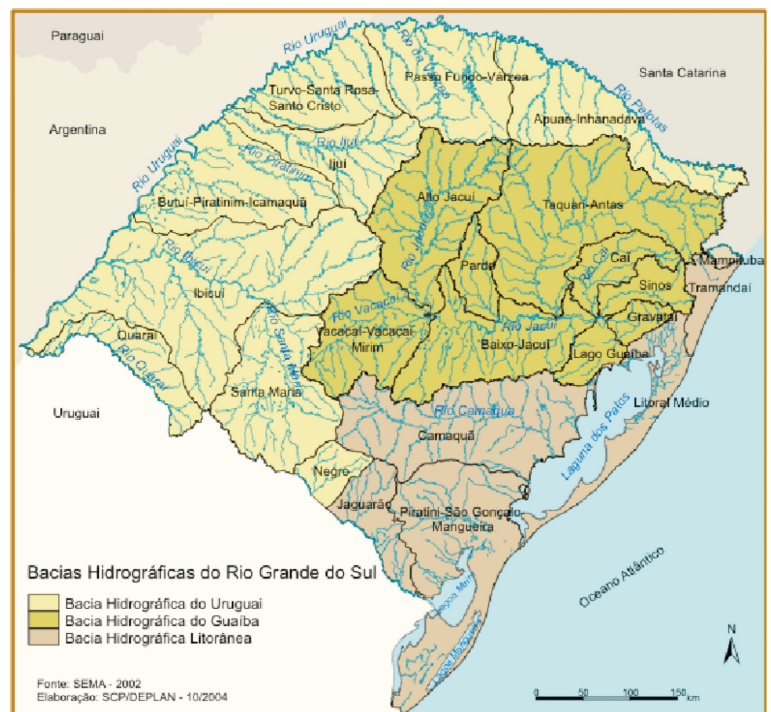 Paraguai
Argentina
Uruguai
Santa Catarina
Rio Uruguai
Rio da Várzea
Passo Fundo-Várzea
Rio Pelotas
Turvo-Santa Rosa-
Santo Cristo
Apuaê-Inhandava
Rio Ijuí
Ijuí
Rio Uruguai
Rio Piratinim
Butuí-Piratinim-Icamaquã
Alto Jacuí
Rio Jacuí
Taquari-Antas
Rio Ibicuí
Ibicuí
Pardo
Rio Caí
Caí
Mampituba
Sinos
Tramandaí
Rio Vacacaí
Vacacaí-Vacacaí-
Mirim
Rio Jacuí
Baixo-Jacuí
Gravataí
Lago Guaíba
Quaraí
Rio Quaraí
Rio Santa Maria
Santa Maria
Rio Camaquã
Camaquã
Litoral Médio
Laguna dos Patos
Negro
Jaguarão
Piratini-São Gonçalo
Mangueira
Lagoa Mirim
Lagoa Mangueira
Oceano Atlântico
Bacias Hidrográficas do Rio Grande do Sul
Bacia Hidrográfica do Uruguai
Bacia Hidrográfica do Guaíba
Bacia Hidrográfica Litorânea
Fonte: SEMA - 2002
Elaboração: SCP/DEPLAN - 10/2004
N
0 50 100 150
km